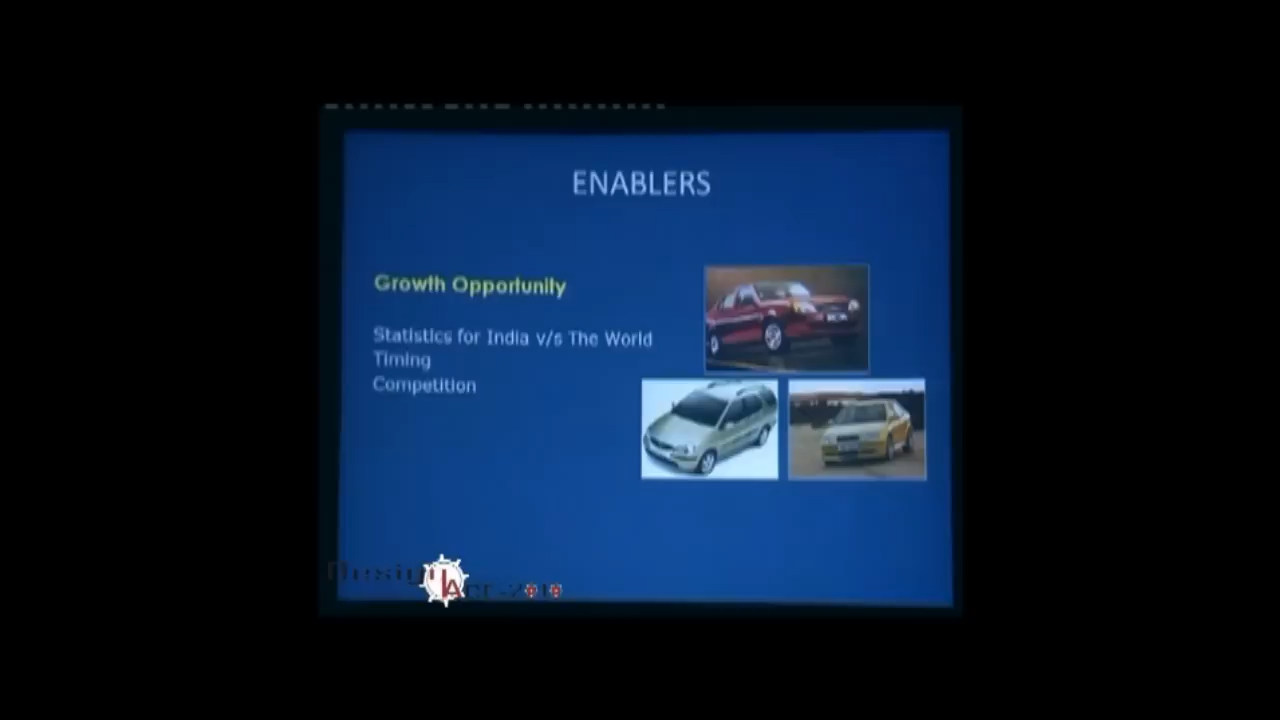 ENABLERS
Growth Opportunity
Statistics for India v/s The World
Timing
Competition